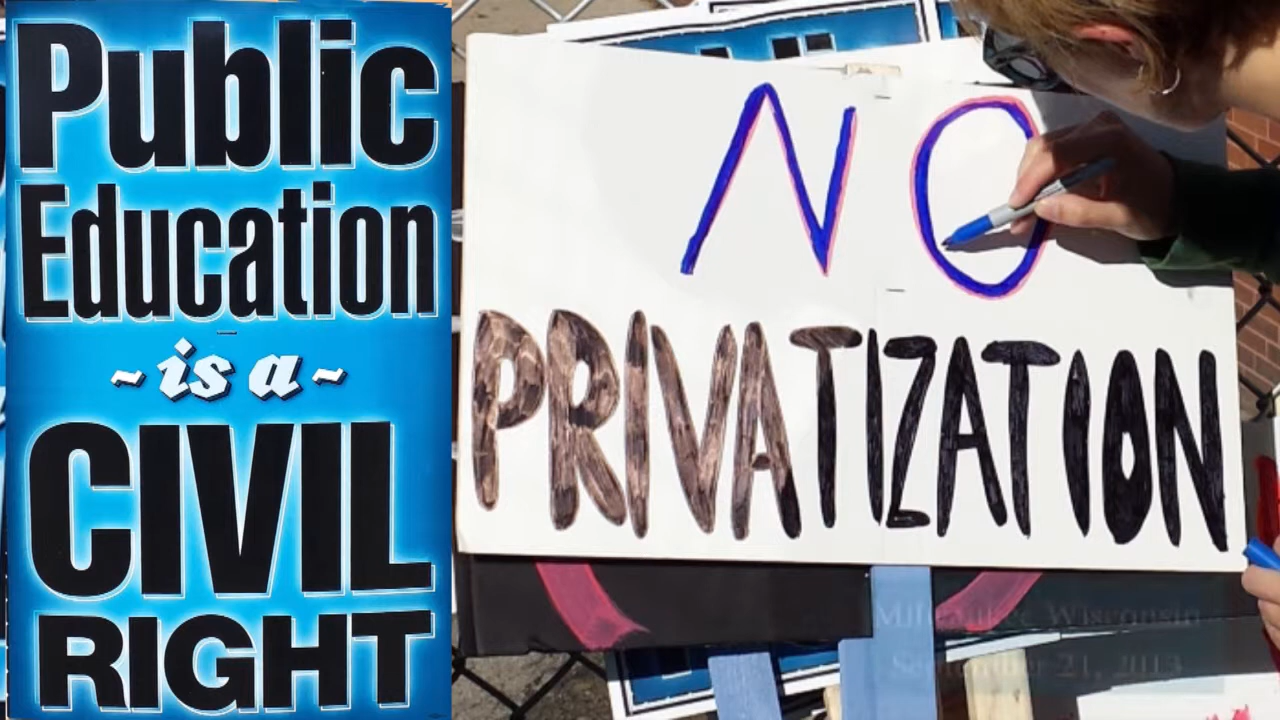 Public
Education
~ is a ~
CIVIL
RIGHT
NO
PRIVATIZATION
Milwaukee Wisconsin
September 21, 2013